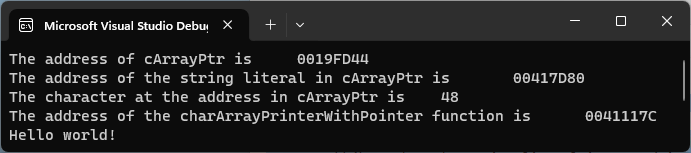 Microsoft Visual Studio Debug
The address of cArrayPtr is     0019FD44
The address of the string literal in cArrayPtr is       00417D80
The character at the address in cArrayPtr is    48
The address of the charArrayPrinterWithPointer function is      0041117C
Hello world!